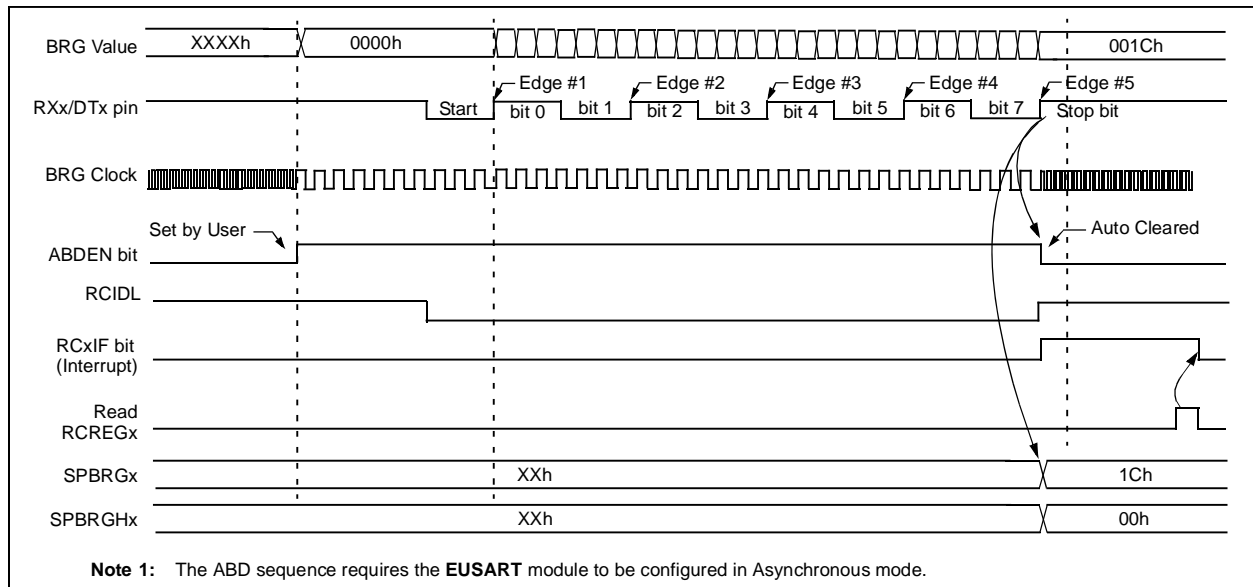 BRG Value XXXXh 0000h 001Ch
Edge #1 Edge #2 Edge #3 Edge #4 Edge #5
RXx/DTx pin Start bit 0 bit 1 bit 2 bit 3 bit 4 bit 5 bit 6 bit 7 Stop bit
BRG Clock
Set by User Auto Cleared
ABDEN bit
RCIDL
RCxIF bit
(Interrupt)
Read
RCREGx
SPBRGx XXh 1Ch
SPBRGHx XXh 00h
Note 1: The ABD sequence requires the EUSART module to be configured in Asynchronous mode.